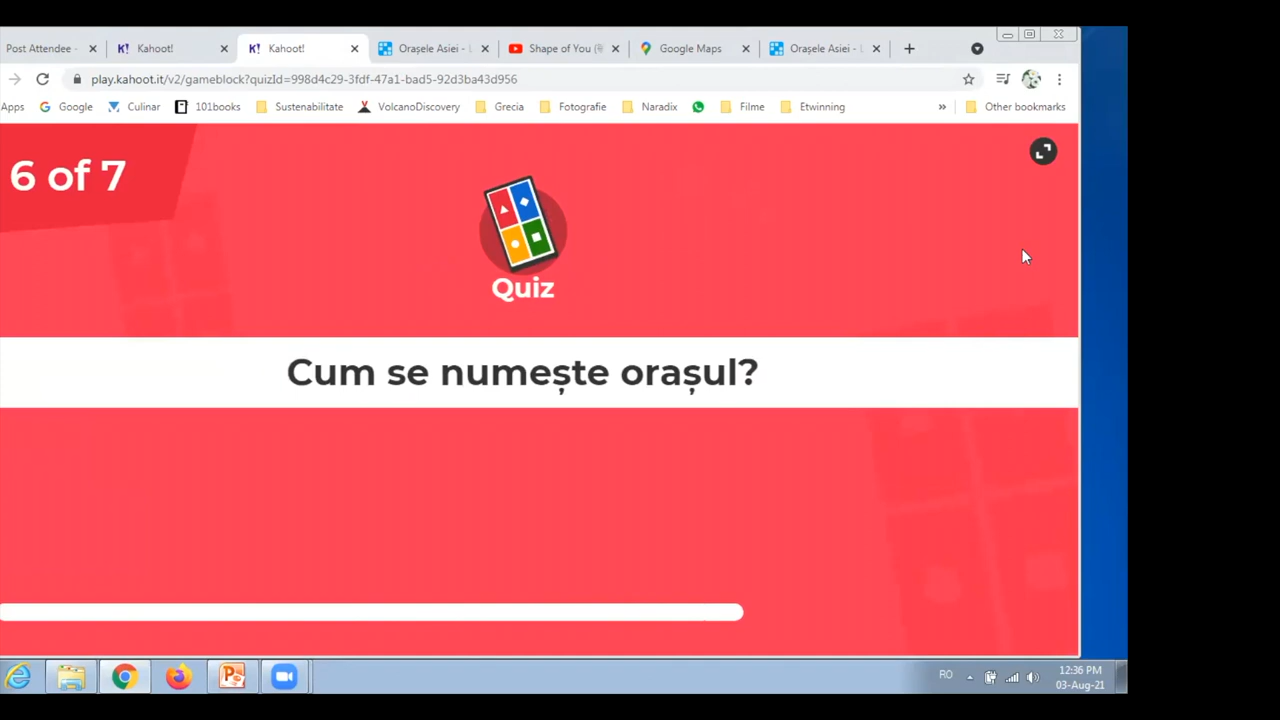 Post Attendee -
Kahoot!
Kahoot!
Orașele Asiei - L
Shape of You (
Google Maps
Orașele Asiei - L
play.kahoot.it/v2/gameblock?quizId=998d4c29-3fdf-47a1-bad5-92d3ba43d956
Apps
Google
Culinar
101books
Sustenabilitate
VolcanoDiscovery
Grecia
Fotografie
Naradix
Filme
Etwinning
»
Other bookmarks
6 of 7
Quiz
Cum se numește orașul?
RO
12:36 PM
03-Aug-21